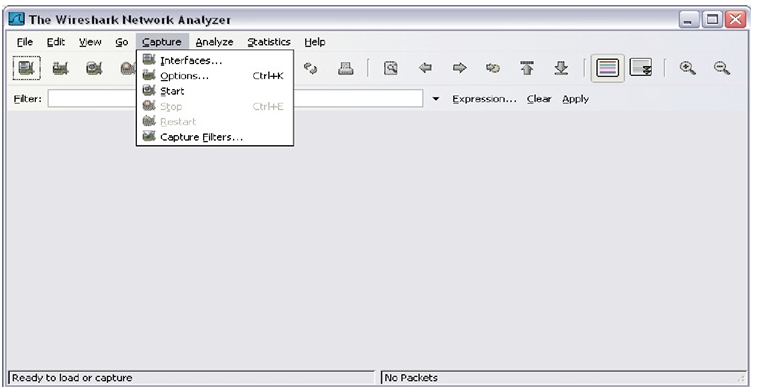 The Wireshark Network Analyzer
File Edit View Go Capture Analyze Statistics Help
Interfaces...
Options... Ctrl+K
Start
Stop Ctrl+E
Restart
Capture Filters...
Filter: Expression... Clear Apply
Ready to load or capture No Packets